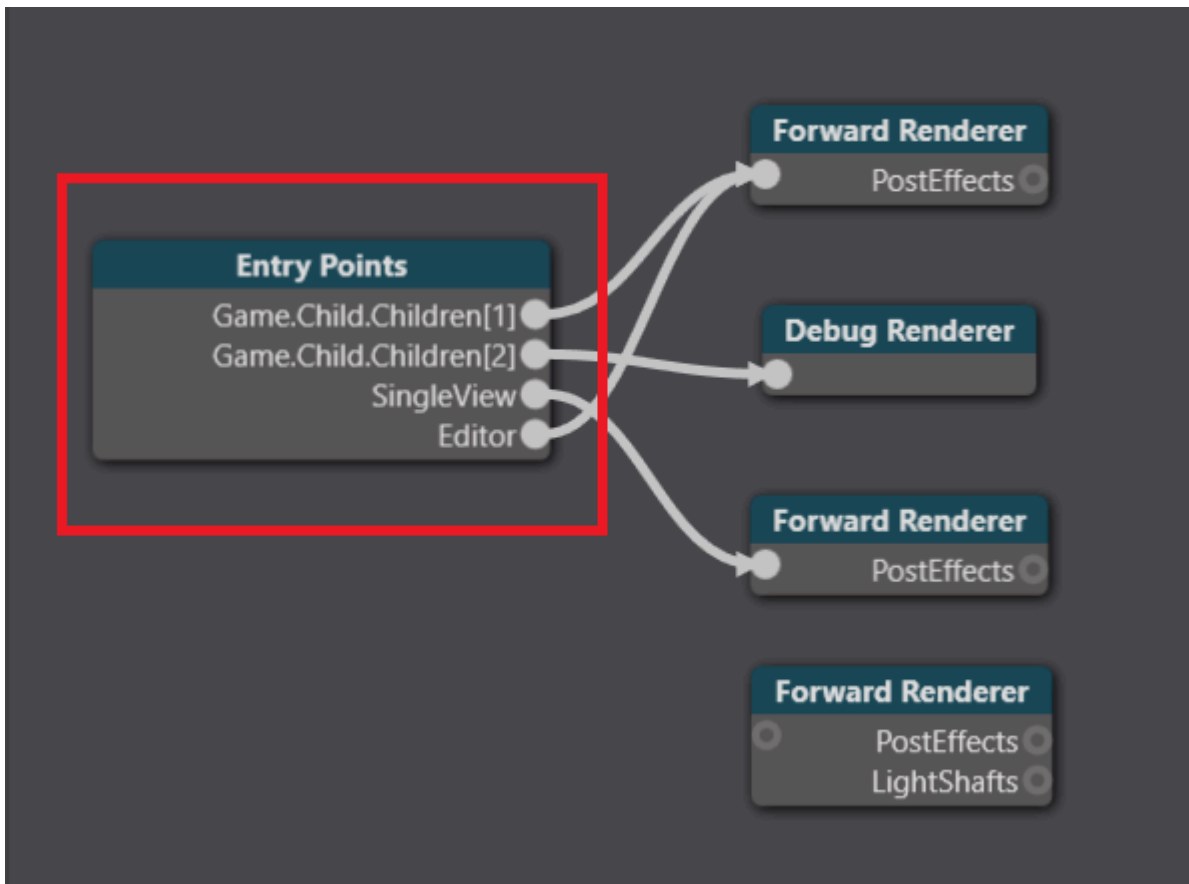 Entry Points
Game.Child.Children[1]
Game.Child.Children[2]
SingleView
Editor
Forward Renderer
PostEffects
Debug Renderer
Forward Renderer
PostEffects
Forward Renderer
PostEffects
LightShafts